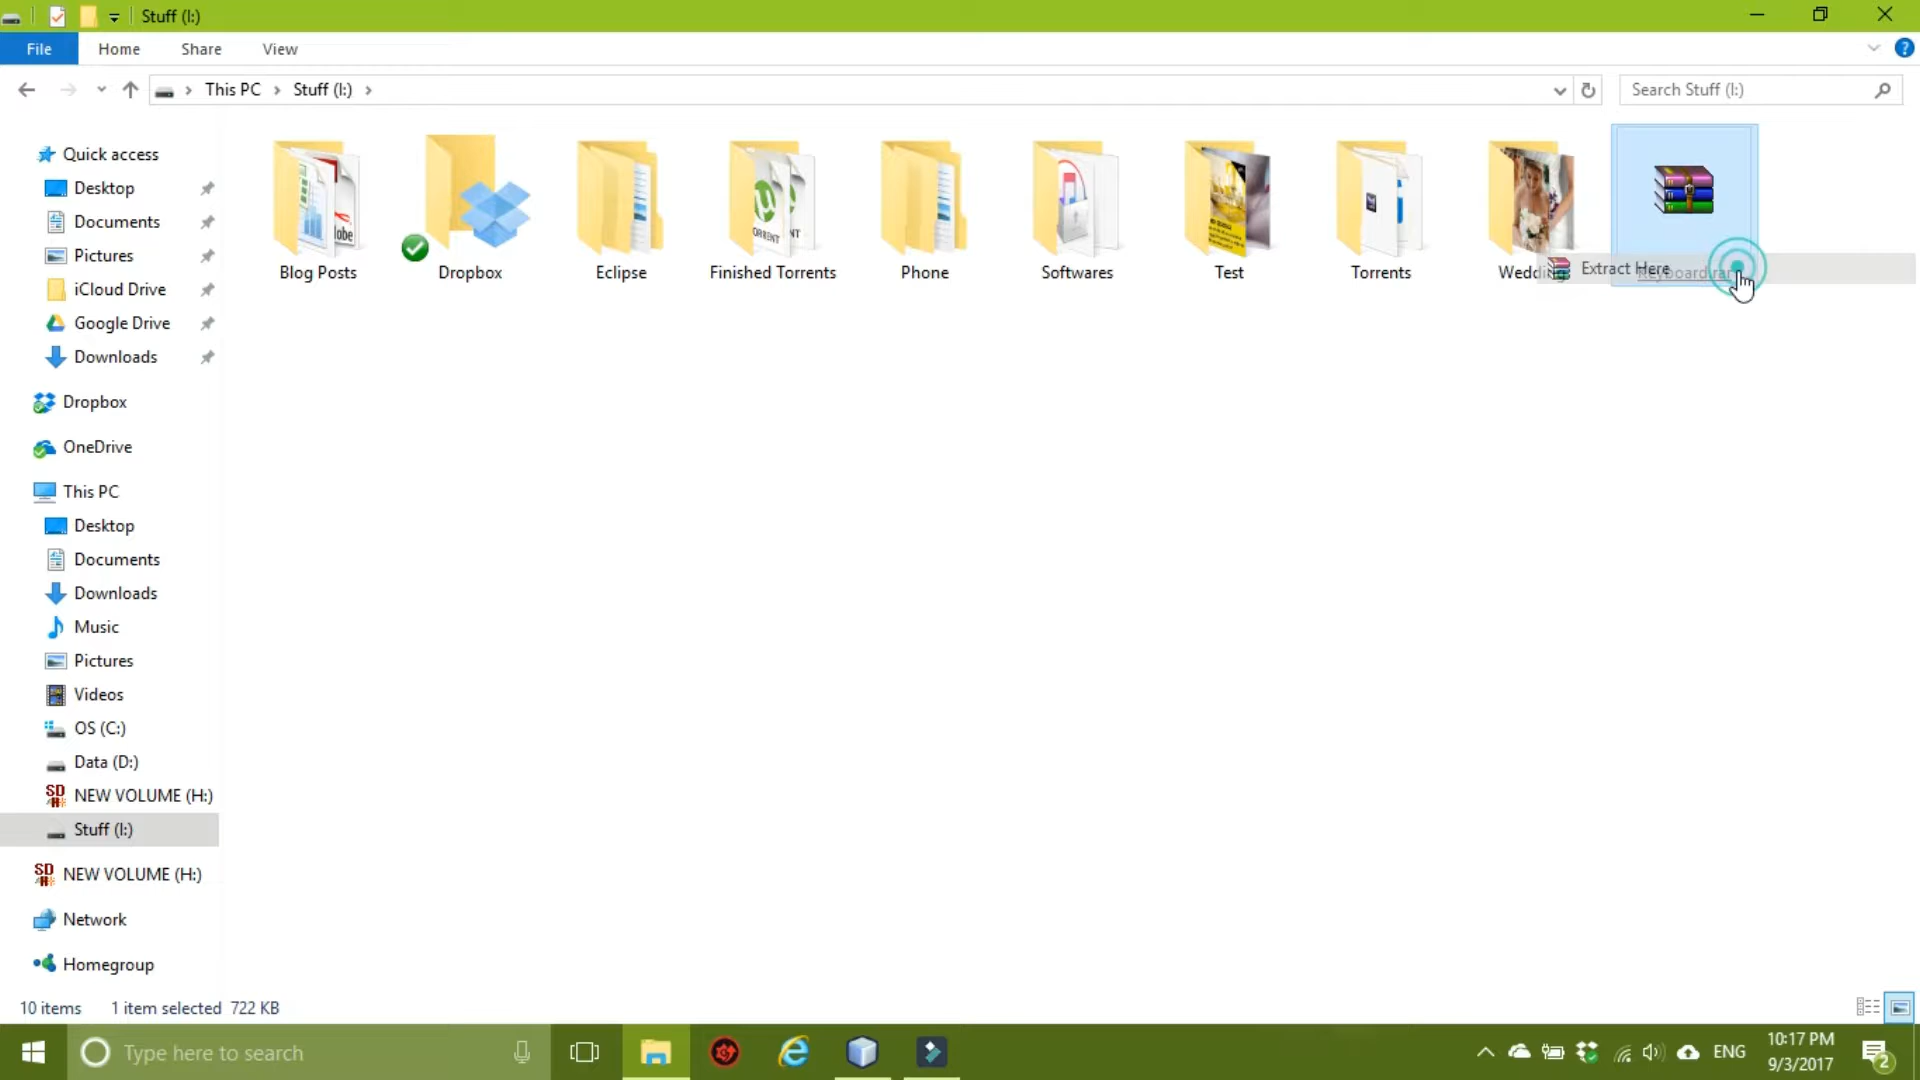 Stuff (I:)
File
Home
Share
View
This PC
Stuff (I:)
Search Stuff (I:)
Quick access
Desktop
Documents
Pictures
iCloud Drive
Google Drive
Downloads
Dropbox
OneDrive
This PC
Desktop
Documents
Downloads
Music
Pictures
Videos
OS (C:)
Data (D:)
NEW VOLUME (H:)
Stuff (I:)
NEW VOLUME (H:)
Network
Homegroup
Blog Posts
Dropbox
Eclipse
Finished Torrents
Phone
Softwares
Test
Torrents
Extract Here
Keyboard.rar
10 items
1 item selected 722 KB
Type here to search
ENG
10:17 PM
9/3/2017
2